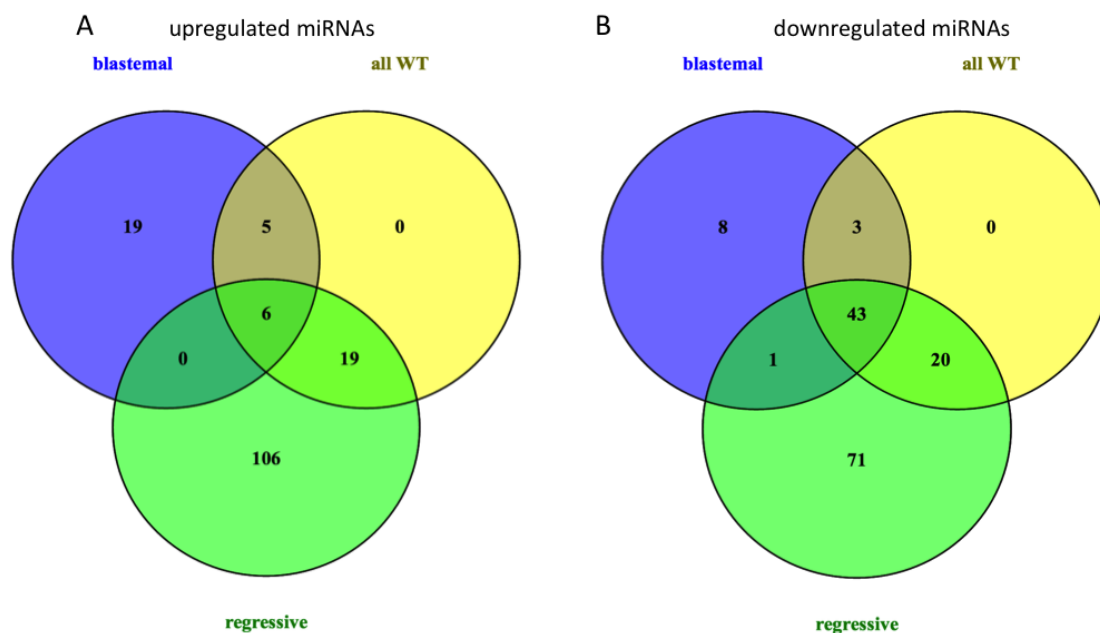 A upregulated miRNAs
blastemal all WT
19 5 0
6
0 19
106
regressive
B downregulated miRNAs
blastemal all WT
8 3 0
43
1 20
71
regressive